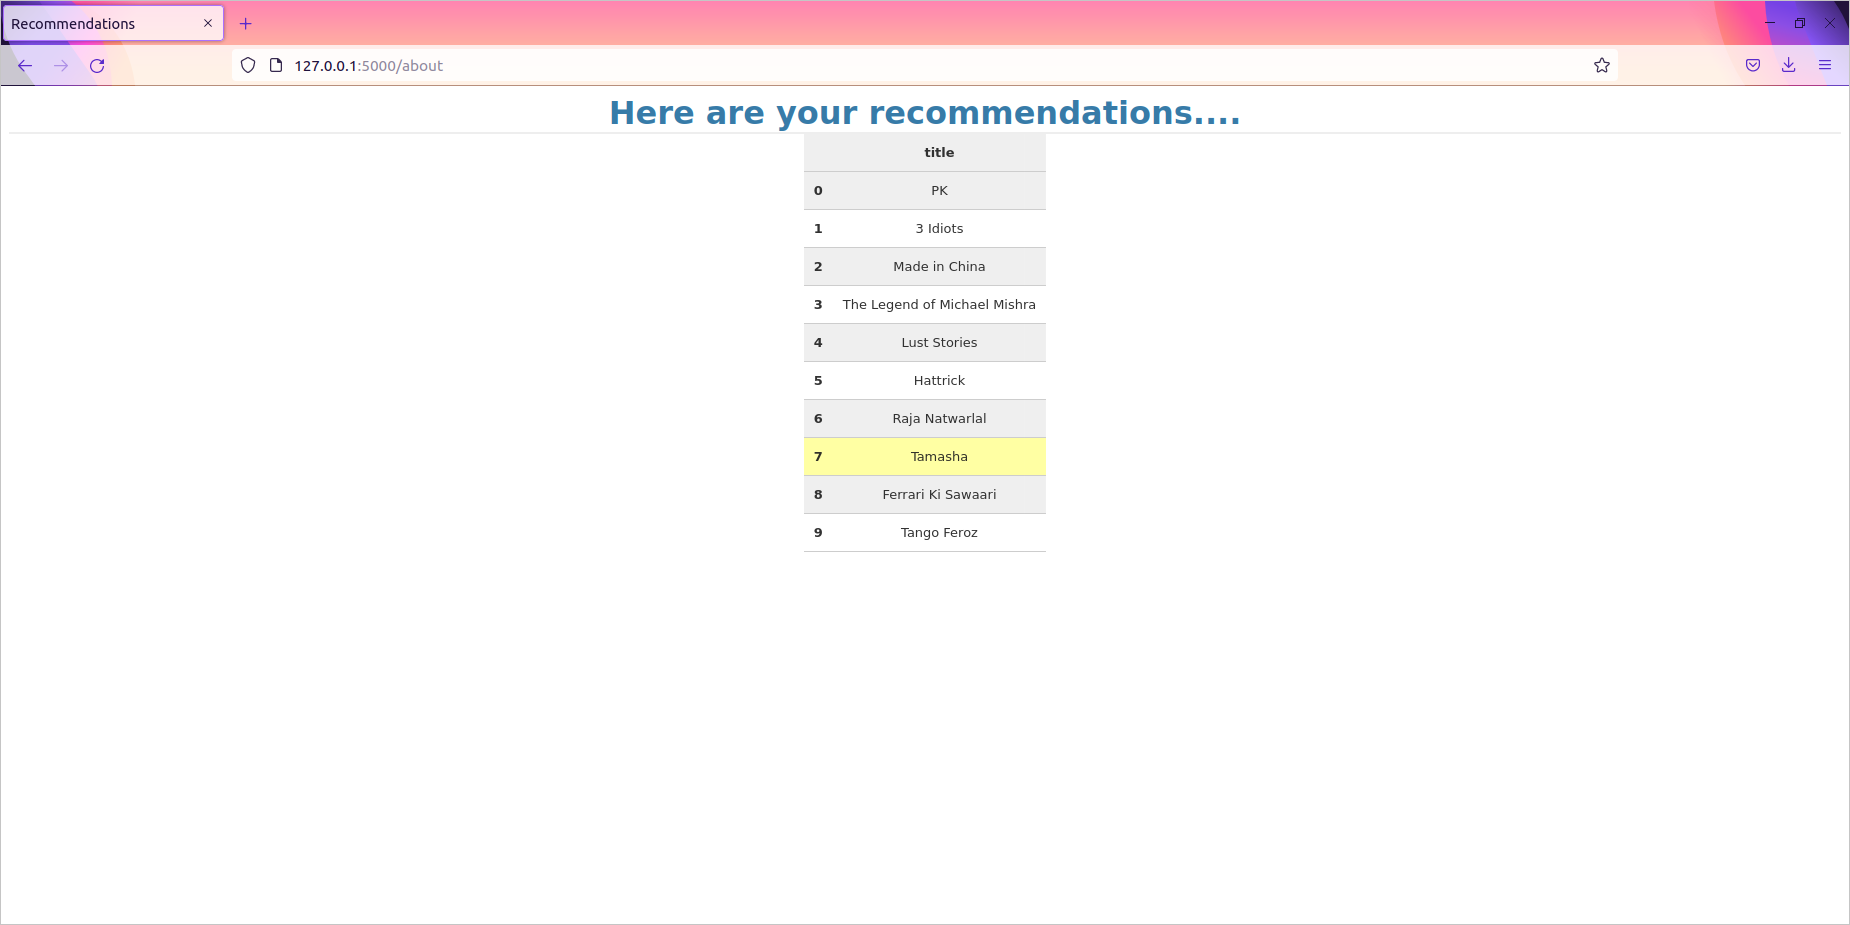 Recommendations
127.0.0.1:5000/about
Here are your recommendations....
title
0 PK
1 3 Idiots
2 Made in China
3 The Legend of Michael Mishra
4 Lust Stories
5 Hattrick
6 Raja Natwarlal
7 Tamasha
8 Ferrari Ki Sawaari
9 Tango Feroz